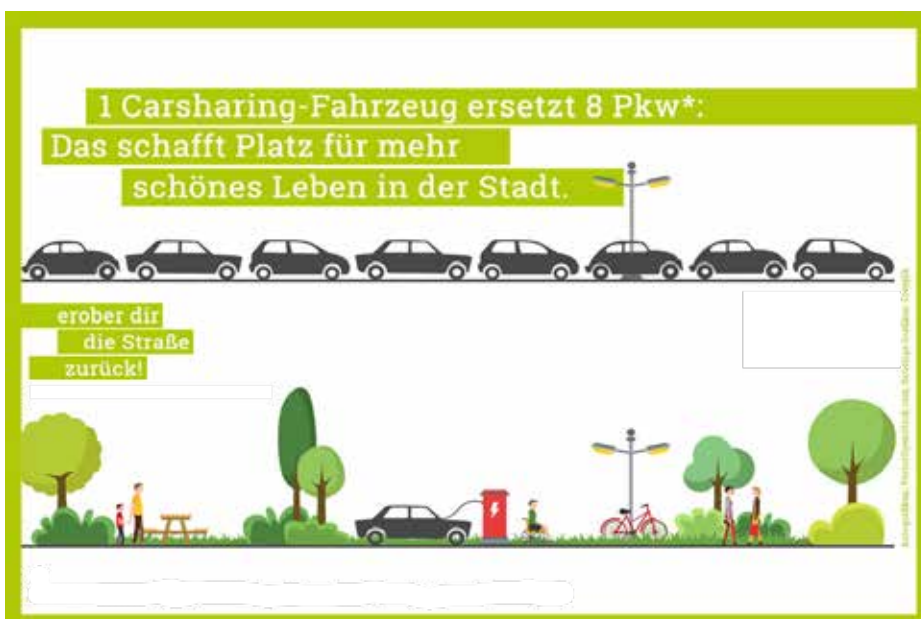 1 Carsharing-Fahrzeug ersetzt 8 Pkw*:
Das schafft Platz für mehr
schönes Leben in der Stadt.
erober dir
die Straße
zurück!